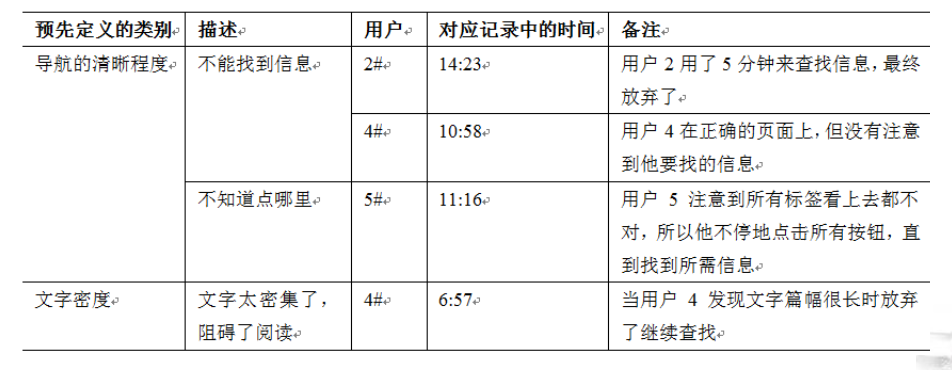 预先定义的类别 描述 用户 对应记录中的时间 备注
导航的清晰程度 不能找到信息 2# 14:23 用户 2 用了 5 分钟来查找信息，最终
放弃了
4# 10:58 用户 4 在正确的页面上，但没有注意
到他要找的信息
不知道点哪里 5# 11:16 用户 5 注意到所有标签看上去都不
对，所以他不停地点击所有按钮，直
到找到所需信息
文字密度 文字太密集了， 4# 6:57 当用户 4 发现文字篇幅很长时放弃
阻碍了阅读 了继续查找